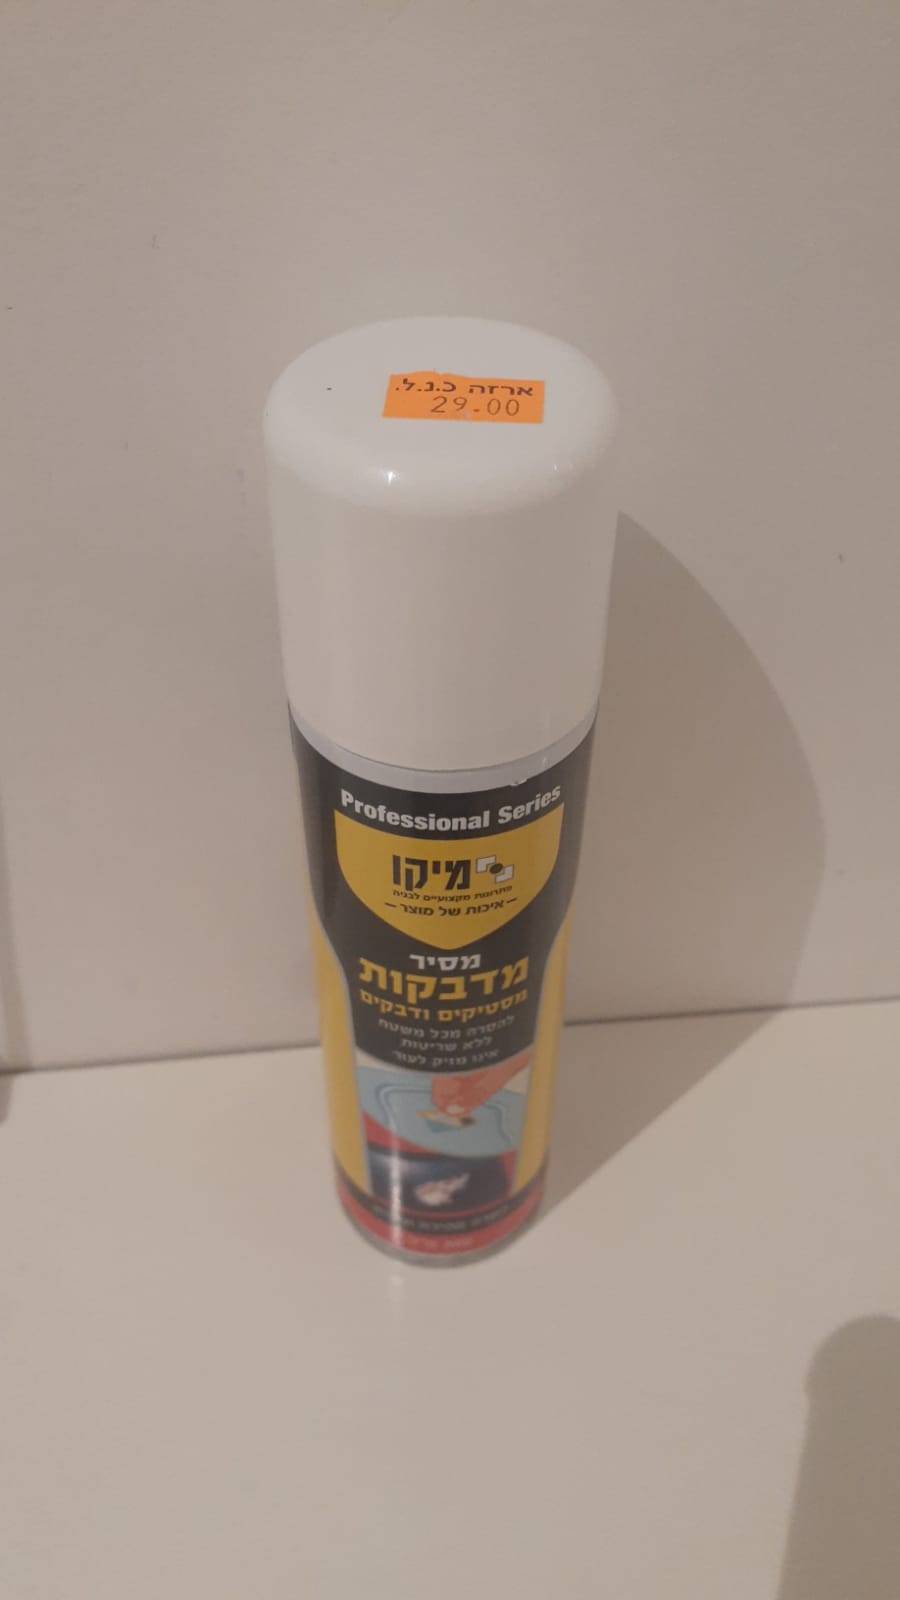 ארזה כ.נ.ל.
29.00
Professional Series
מיקו
פתרונות מקצועיים לבניה
– איכות של מוצר –
מסיר
מדבקות
מסטיקים ודבקים
להסרה מכל משטח
ללא שריטות
אינו מזיק לעור